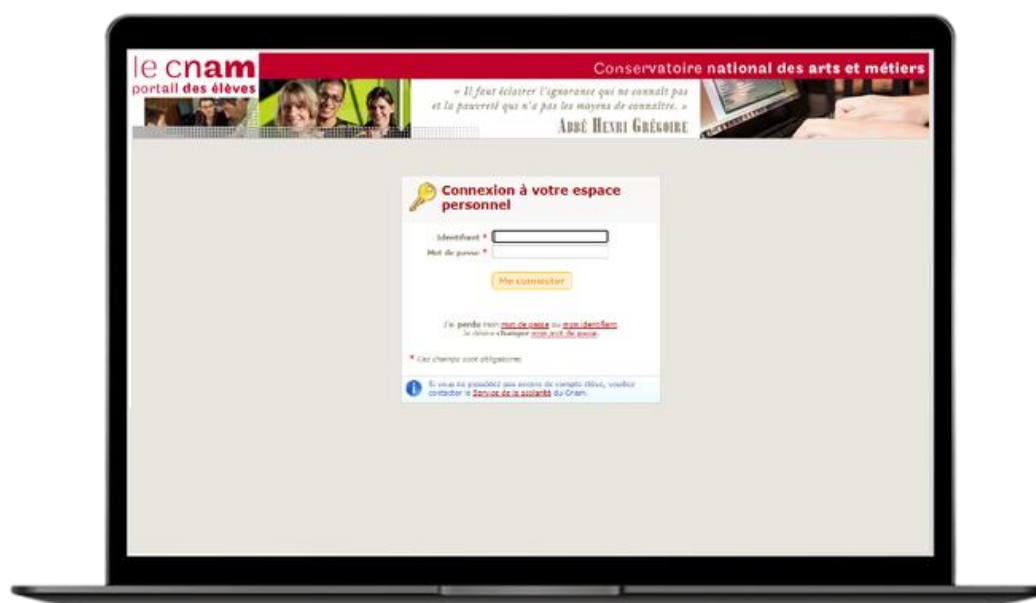 le cnam
portail des élèves
Conservatoire national des arts et métiers
« Il faut éclairer l'ignorance qui ne connaît pas
et la pauvreté qui n'a pas les moyens de connaître. »
ABBÉ HENRI GRÉGOIRE
Connexion à votre espace
personnel
Identifiant *
Mot de passe *
Me connecter
J'ai perdu mon mot de passe ou mon identifiant.
Je désire changer mon mot de passe.
* Ces champs sont obligatoires
Si vous ne possédez pas encore de compte élève, veuillez
contacter le Service de la scolarité du Cnam.